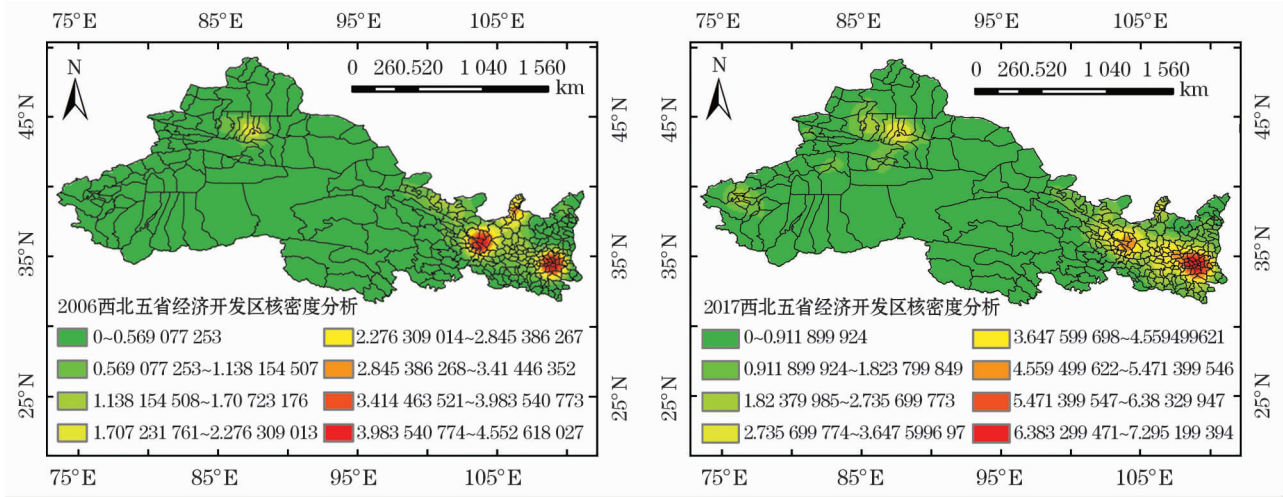 75°E 85°E 95°E 105°E
N
0 260.520 1 040 1 560
km
45°N
35°N
25°N
45°N
35°N
25°N
2006西北五省经济开发区核密度分析
0~0.569 077 253
0.569 077 253~1.138 154 507
1.138 154 508~1.70 723 176
1.707 231 761~2.276 309 013
2.276 309 014~2.845 386 267
2.845 386 268~3.41 446 352
3.414 463 521~3.983 540 773
3.983 540 774~4.552 618 027
75°E 85°E 95°E 105°E
75°E 85°E 95°E 105°E
N
0 260.520 1 040 1 560
km
45°N
35°N
25°N
45°N
35°N
25°N
2017西北五省经济开发区核密度分析
0~0.911 899 924
0.911 899 924~1.823 799 849
1.82 379 985~2.735 699 773
2.735 699 774~3.647 5996 97
3.647 599 698~4.559499621
4.559 499 622~5.471 399 546
5.471 399 547~6.38 329 947
6.383 299 471~7.295 199 394
75°E 85°E 95°E 105°E